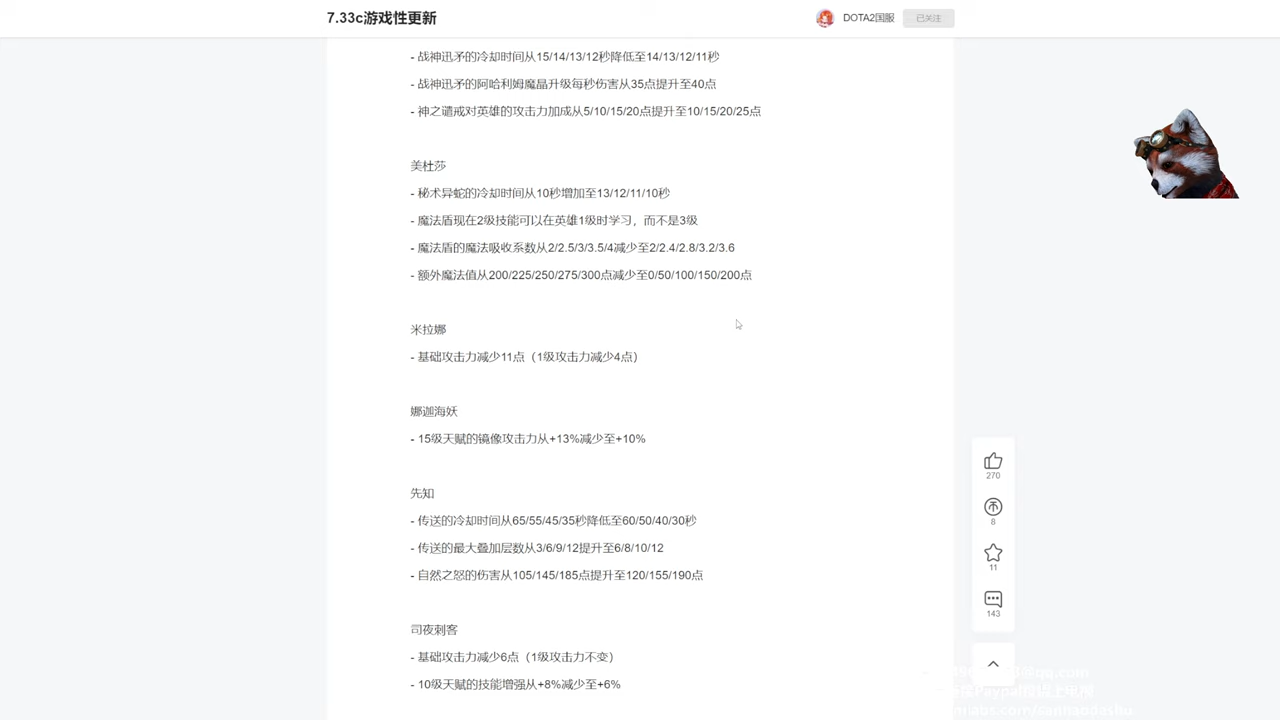 7.33c游戏性更新
DOTA2国服
已关注
- 战神迅矛的冷却时间从15/14/13/12秒降低至14/13/12/11秒
- 战神迅矛的阿哈利姆魔晶升级每秒伤害从35点提升至40点
- 神之谴戒对英雄的攻击力加成从5/10/15/20点提升至10/15/20/25点
美杜莎
- 秘术异蛇的冷却时间从10秒增加至13/12/11/10秒
- 魔法盾现在2级技能可以在英雄1级时学习，而不是3级
- 魔法盾的魔法吸收系数从2/2.5/3/3.5/4减少至2/2.4/2.8/3.2/3.6
- 额外魔法值从200/225/250/275/300点减少至0/50/100/150/200点
米拉娜
- 基础攻击力减少11点（1级攻击力减少4点）
娜迦海妖
- 15级天赋的镜像攻击力从+13%减少至+10%
先知
- 传送的冷却时间从65/55/45/35秒降低至60/50/40/30秒
- 传送的最大叠加层数从3/6/9/12提升至6/8/10/12
- 自然之怒的伤害从105/145/185点提升至120/155/190点
司夜刺客
- 基础攻击力减少6点（1级攻击力不变）
- 10级天赋的技能增强从+8%减少至+6%
270
8
11
143
@qq.com